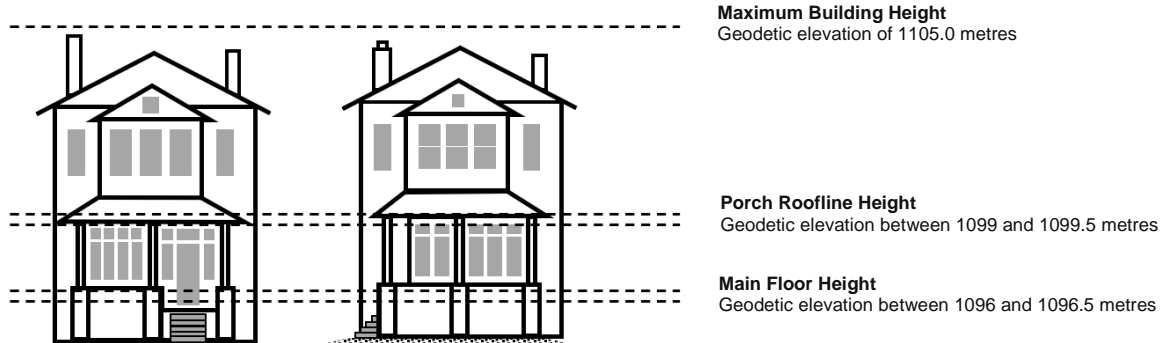 Maximum Building Height
Geodetic elevation of 1105.0 metres
Porch Roofline Height
Geodetic elevation between 1099 and 1099.5 metres
Main Floor Height
Geodetic elevation between 1096 and 1096.5 metres